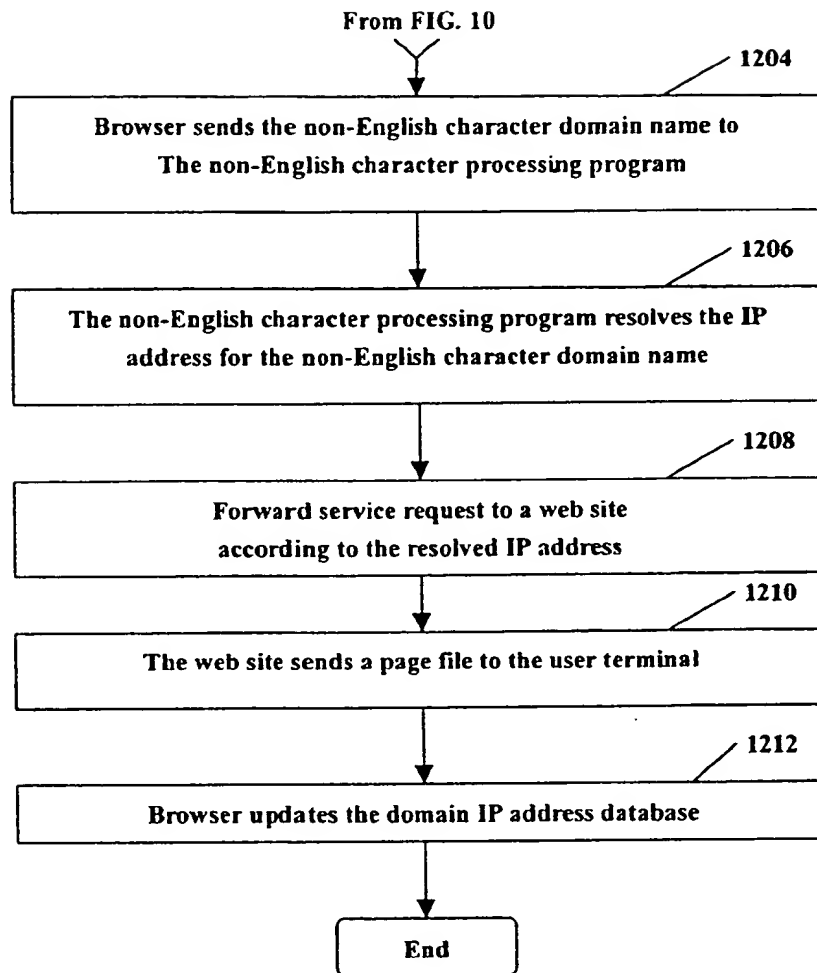 From FIG. 10
1204
Browser sends the non-English character domain name to
The non-English character processing program
1206
The non-English character processing program resolves the IP
address for the non-English character domain name
1208
Forward service request to a web site
according to the resolved IP address
1210
The web site sends a page file to the user terminal
1212
Browser updates the domain IP address database
End